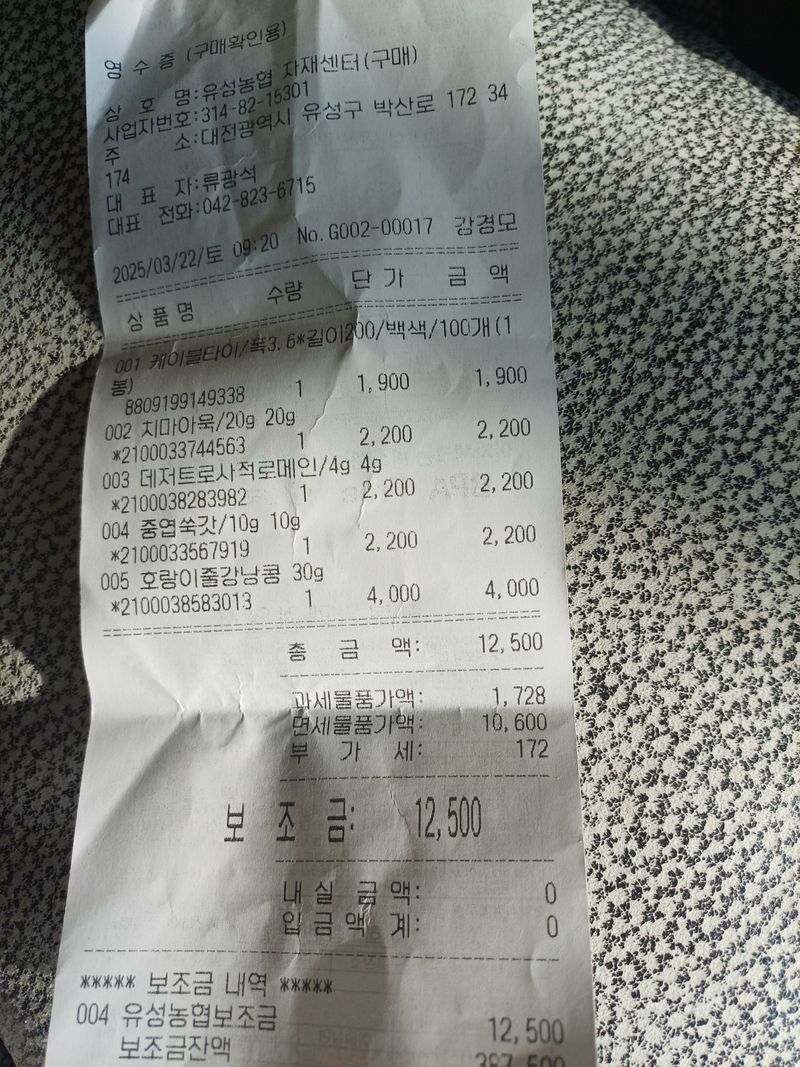 영 수 증 (구매확인용)
상 호 명:유성농협 자재센터(구매)
사업자번호:314-82-15301
주 소:대전광역시 유성구 박산로 172 34
174
대 표 자:류광석
대표 전화:042-823-6715
2025/03/22/토 09:20 No.G002-00017 강경모
상품명 수량 단가 금액
001 케이블타이/폭3.6*길이200/백색/100개(1
봉)
8809199149338 1 1,900 1,900
002 치마아욱/20g 20g
*2100033744563 1 2,200 2,200
003 데저트로사적로메인/4g 4g
*2100038283982 1 2,200 2,200
004 중엽쑥갓/10g 10g
*2100033567919 1 2,200 2,200
005 호랑이줄강낭콩 30g
*2100038583013 1 4,000 4,000
총 금 액: 12,500
과세물품가액: 1,728
면세물품가액: 10,600
부 가 세: 172
보 조 금: 12,500
내 실 금 액: 0
입 금 액 계: 0
***** 보조금 내역 *****
004 유성농협보조금 12,500
보조금잔액 387,500